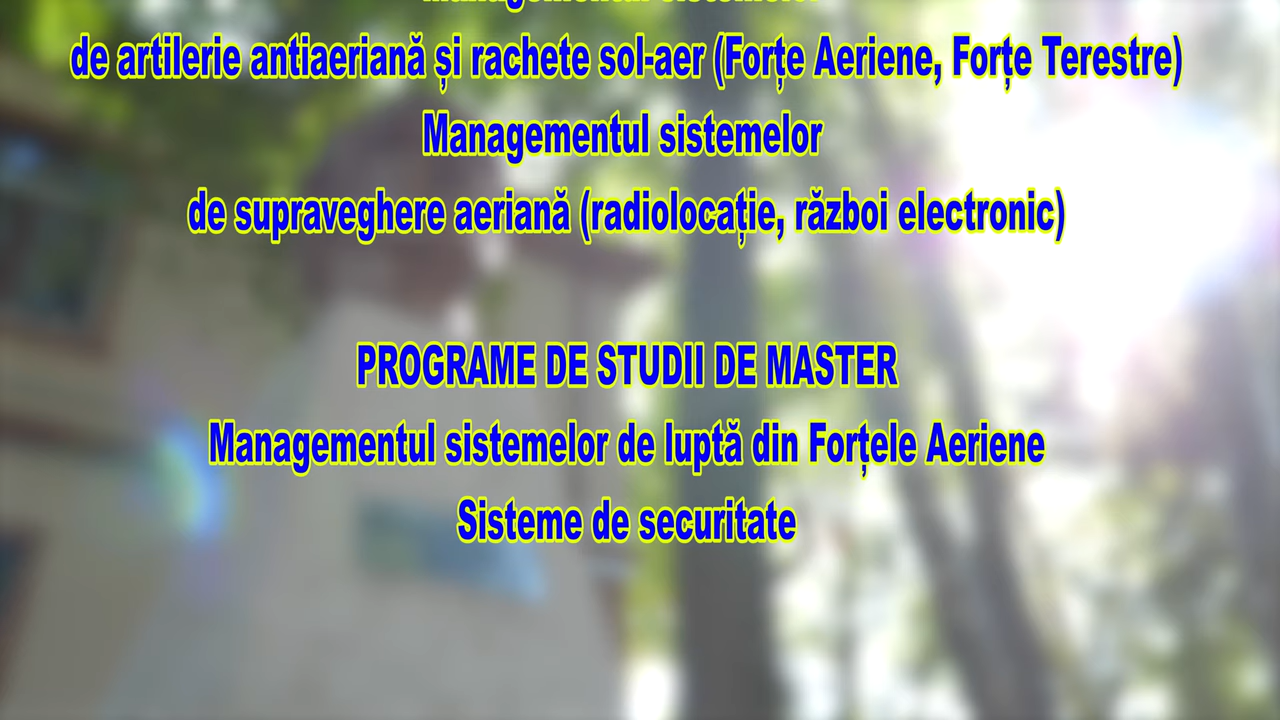 de artilerie antiaeriană și rachete sol-aer (Forțe Aeriene, Forțe Terestre)
Managementul sistemelor
de supraveghere aeriană (radiolocație, război electronic)
PROGRAME DE STUDII DE MASTER
Managementul sistemelor de luptă din Forțele Aeriene
Sisteme de securitate